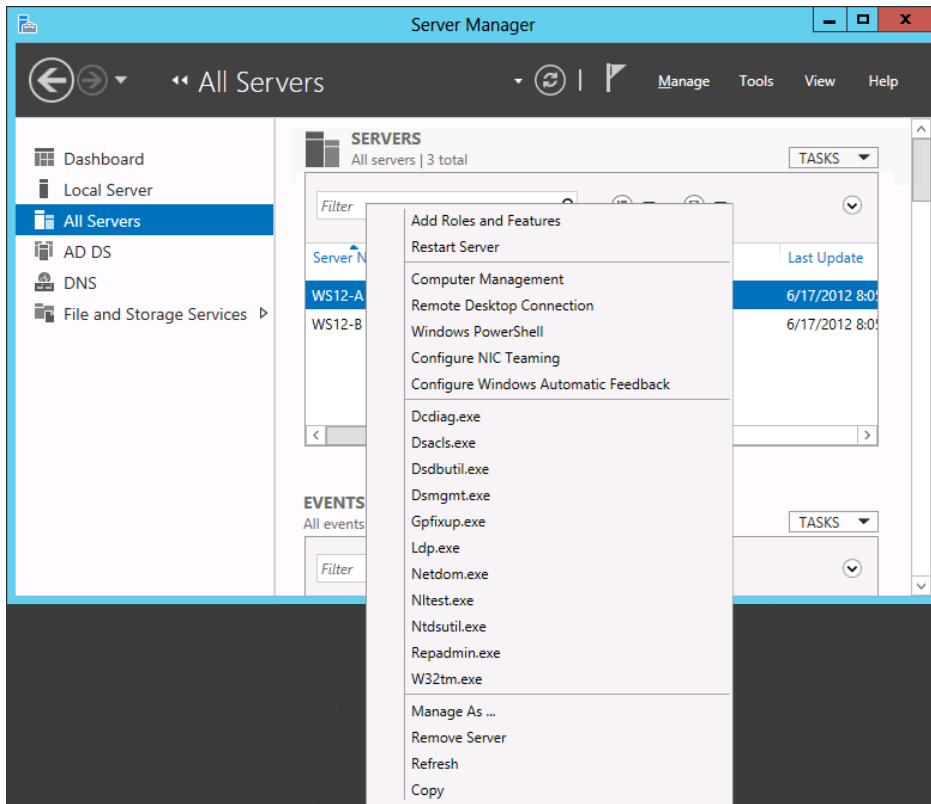 Server Manager
All Servers
Manage Tools View Help
Dashboard
Local Server
All Servers
AD DS
DNS
File and Storage Services
SERVERS
All servers | 3 total
TASKS
Filter
Server N
Last Update
WS12-A
6/17/2012 8:05
WS12-B
6/17/2012 8:05
EVENTS
All events
TASKS
Filter
Add Roles and Features
Restart Server
Computer Management
Remote Desktop Connection
Windows PowerShell
Configure NIC Teaming
Configure Windows Automatic Feedback
Dcdiag.exe
Dsacls.exe
Dsdbutil.exe
Dsmgmt.exe
Gpfixup.exe
Ldp.exe
Netdom.exe
Nltest.exe
Ntdsutil.exe
Repadmin.exe
W32tm.exe
Manage As ...
Remove Server
Refresh
Copy